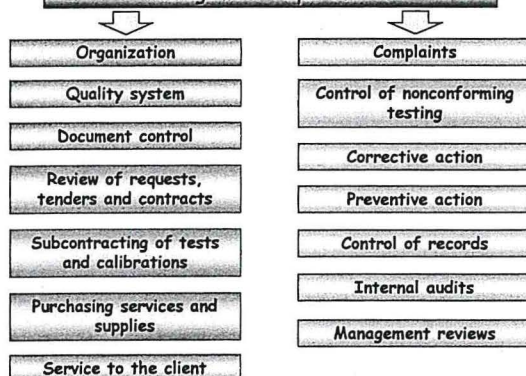 Organization
Quality system
Document control
Review of requests,
tenders and contracts
Subcontracting of tests
and calibrations
Purchasing services and
supplies
Service to the client
Complaints
Control of nonconforming
testing
Corrective action
Preventive action
Control of records
Internal audits
Management reviews